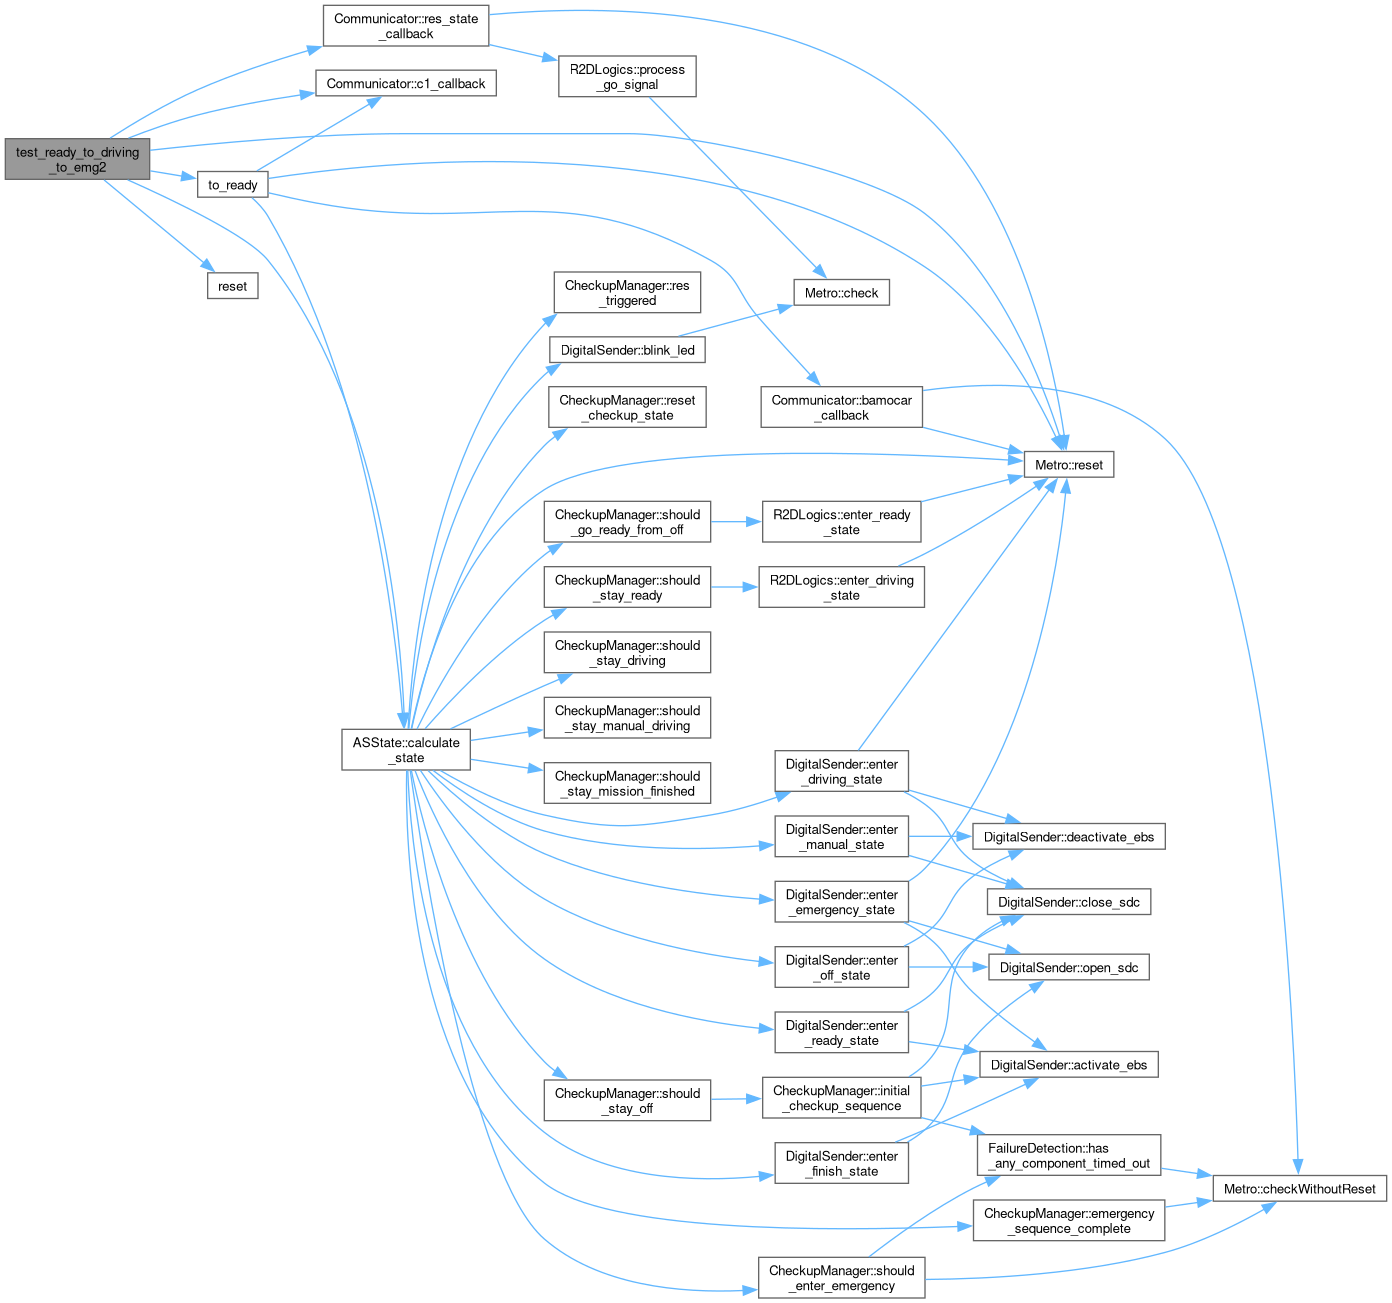 Communicator::res_state
_callback
R2DLogics::process
_go_signal
Communicator::c1_callback
test_ready_to_driving
_to_emg2
to_ready
reset
CheckupManager::res
_triggered
Metro::check
DigitalSender::blink_led
CheckupManager::reset
_checkup_state
Communicator::bamocar
_callback
Metro::reset
CheckupManager::should
_go_ready_from_off
R2DLogics::enter_ready
_state
CheckupManager::should
_stay_ready
R2DLogics::enter_driving
_state
CheckupManager::should
_stay_driving
CheckupManager::should
_stay_manual_driving
ASState::calculate
_state
CheckupManager::should
_stay_mission_finished
DigitalSender::enter
_driving_state
DigitalSender::enter
_manual_state
DigitalSender::deactivate_ebs
DigitalSender::enter
_emergency_state
DigitalSender::close_sdc
DigitalSender::enter
_off_state
DigitalSender::open_sdc
DigitalSender::enter
_ready_state
DigitalSender::activate_ebs
CheckupManager::should
_stay_off
CheckupManager::initial
_checkup_sequence
FailureDetection::has
_any_component_timed_out
DigitalSender::enter
_finish_state
Metro::checkWithoutReset
CheckupManager::emergency
_sequence_complete
CheckupManager::should
_enter_emergency